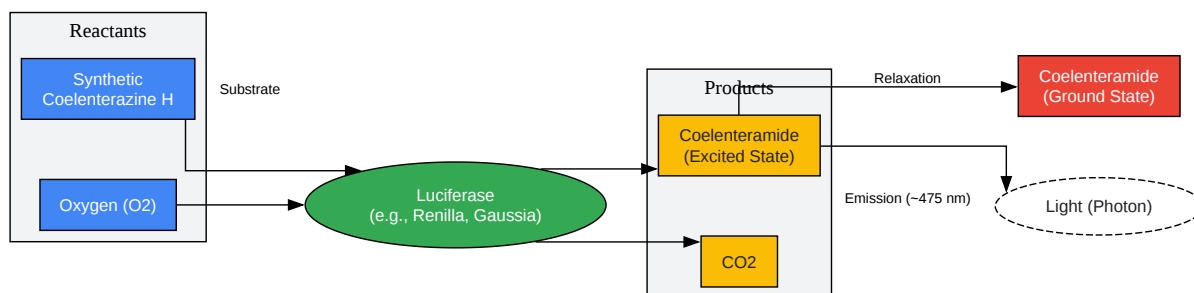 Reactants
Synthetic
Coelenterazine H
Oxygen (O2)
Substrate
Luciferase
(e.g., Renilla, Gaussia)
Products
Coelenteramide
(Excited State)
CO2
Relaxation
Emission (~475 nm)
Coelenteramide
(Ground State)
Light (Photon)